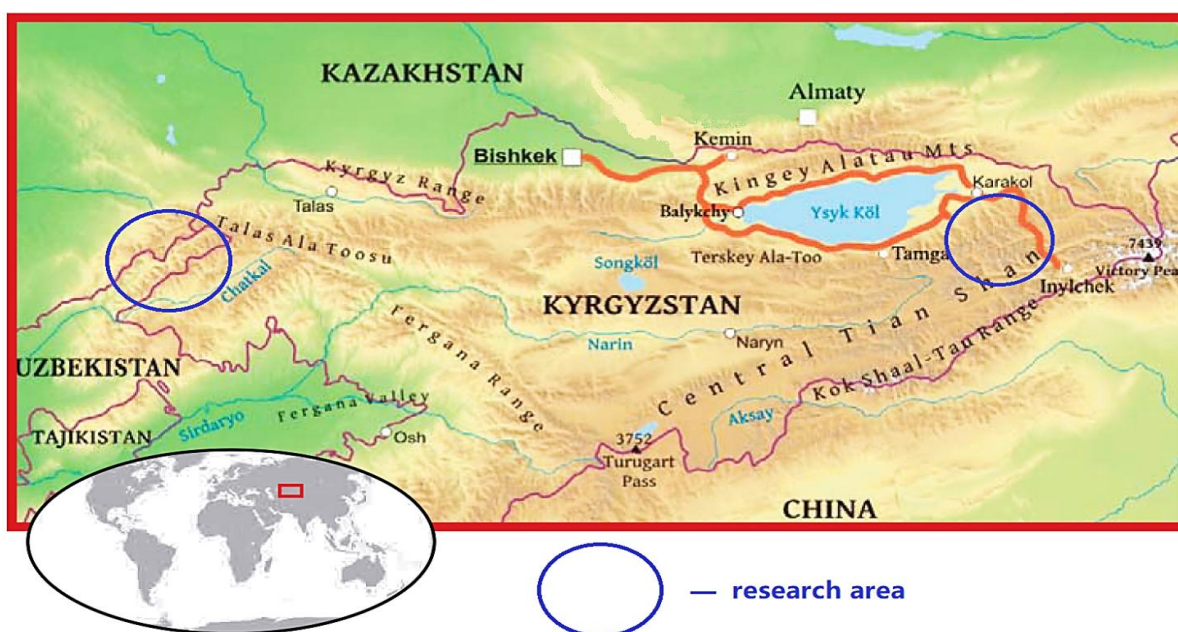 KAZAKHSTAN
Almaty
Kemin
Bishkek
Kyrgyz Range
Kingey Alatau Mts
Talas
Karakol
Balykchy
Ysyk Köl
Talas Ala Toosu
Terskey Ala-Too
Tamga
7439
Victory Pea
Chatkal
Songköl
Inylchek
KYRGYZSTAN
Central Tian Shan
UZBEKISTAN
Fergana Range
Narin
Naryn
Kok Shaal-Tau Range
Fergana Valley
Aksay
TAJIKISTAN
Sirdaryo
Osh
3752
Turugart
Pass
CHINA
— research area